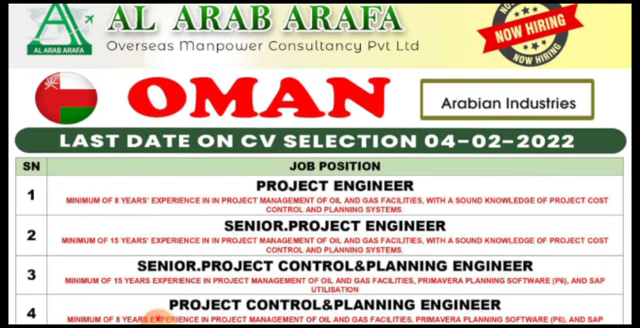 AL ARAB ARAFA
AL ARAB ARAFA
Overseas Manpower Consultancy Pvt Ltd
NOW HIRING
NOW HIRING
OMAN
Arabian Industries
LAST DATE ON CV SELECTION 04-02-2022
SN JOB POSITION
1 PROJECT ENGINEER
MINIMUM OF 8 YEARS' EXPERIENCE IN IN PROJECT MANAGEMENT OF OIL AND GAS FACILITIES, WITH A SOUND KNOWLEDGE OF PROJECT COST
CONTROL AND PLANNING SYSTEMS.
2 SENIOR.PROJECT ENGINEER
MINIMUM OF 15 YEARS' EXPERIENCE IN IN PROJECT MANAGEMENT OF OIL AND GAS FACILITIES, WITH A SOUND KNOWLEDGE OF PROJECT COST
CONTROL AND PLANNING SYSTEMS.
3 SENIOR.PROJECT CONTROL&PLANNING ENGINEER
MINIMUM OF 15 YEARS EXPERIENCE IN PROJECT MANAGEMENT OF OIL AND GAS FACILITIES, PRIMAVERA PLANNING SOFTWARE (P6), AND SAP
UTILISATION
4 PROJECT CONTROL&PLANNING ENGINEER
MINIMUM OF 8 YEARS EXPERIENCE IN PROJECT MANAGEMENT OF OIL AND GAS FACILITIES, PRIMAVERA PLANNING SOFTWARE (P6), AND SAP